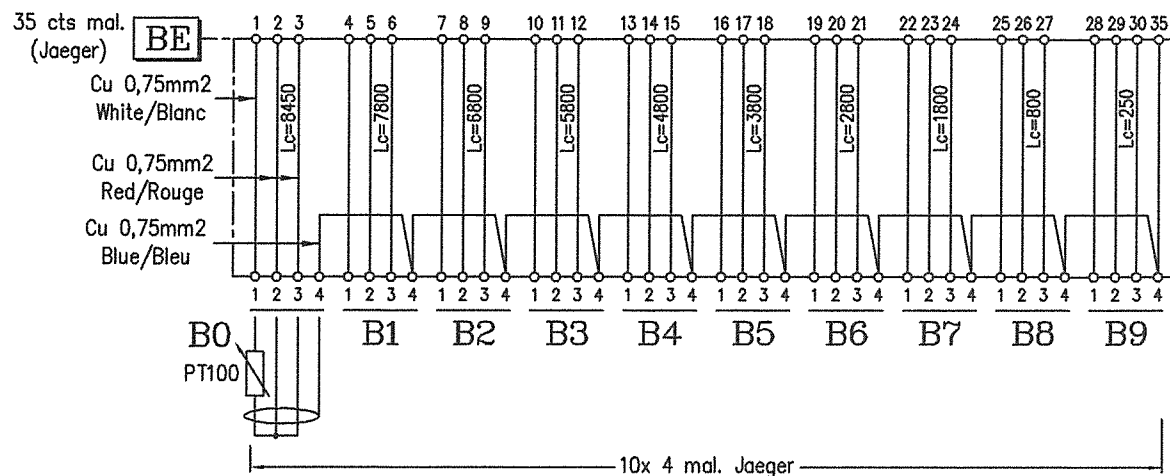 35 cts mal.
(Jaeger)
BE
1 2 3 4 5 6 7 8 9 10 11 12 13 14 15 16 17 18 19 20 21 22 23 24 25 26 27 28 29 30 35
Cu 0,75mm2
White/Blanc
Lc=8450 Lc=7800 Lc=6800 Lc=5800 Lc=4800 Lc=3800 Lc=2800 Lc=1800 Lc=800 Lc=250
Cu 0,75mm2
Red/Rouge
Cu 0,75mm2
Blue/Bleu
1 2 3 4 1 2 3 4 1 2 3 4 1 2 3 4 1 2 3 4 1 2 3 4 1 2 3 4 1 2 3 4 1 2 3 4 1 2 3 4
B0 B1 B2 B3 B4 B5 B6 B7 B8 B9
PT100
10x 4 mal. Jaeger